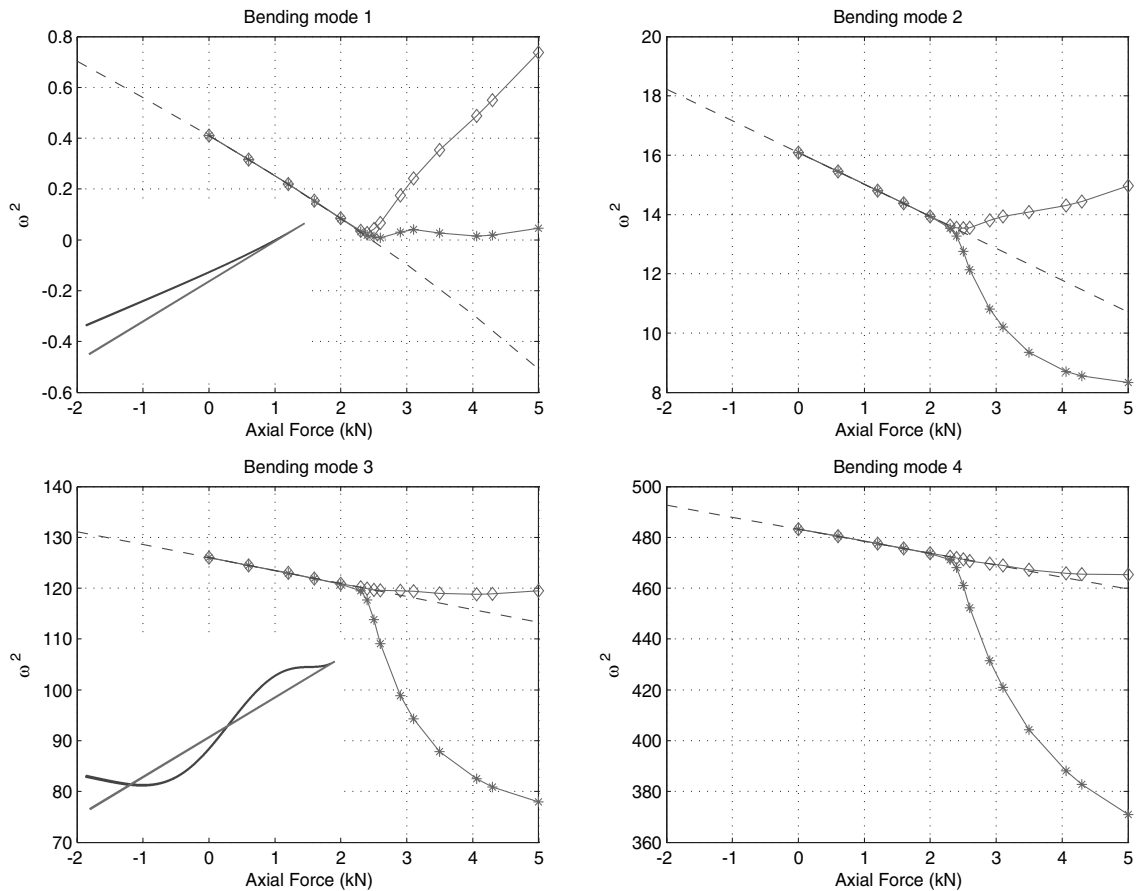 Bending mode 1
0.8
0.6
0.4
0.2
0
-0.2
-0.4
-0.6
ω²
-2 -1 0 1 2 3 4 5
Axial Force (kN)
Bending mode 2
20
18
16
14
12
10
8
ω²
-2 -1 0 1 2 3 4 5
Axial Force (kN)
Bending mode 3
140
130
120
110
100
90
80
70
ω²
-2 -1 0 1 2 3 4 5
Axial Force (kN)
Bending mode 4
500
480
460
440
420
400
380
360
ω²
-2 -1 0 1 2 3 4 5
Axial Force (kN)